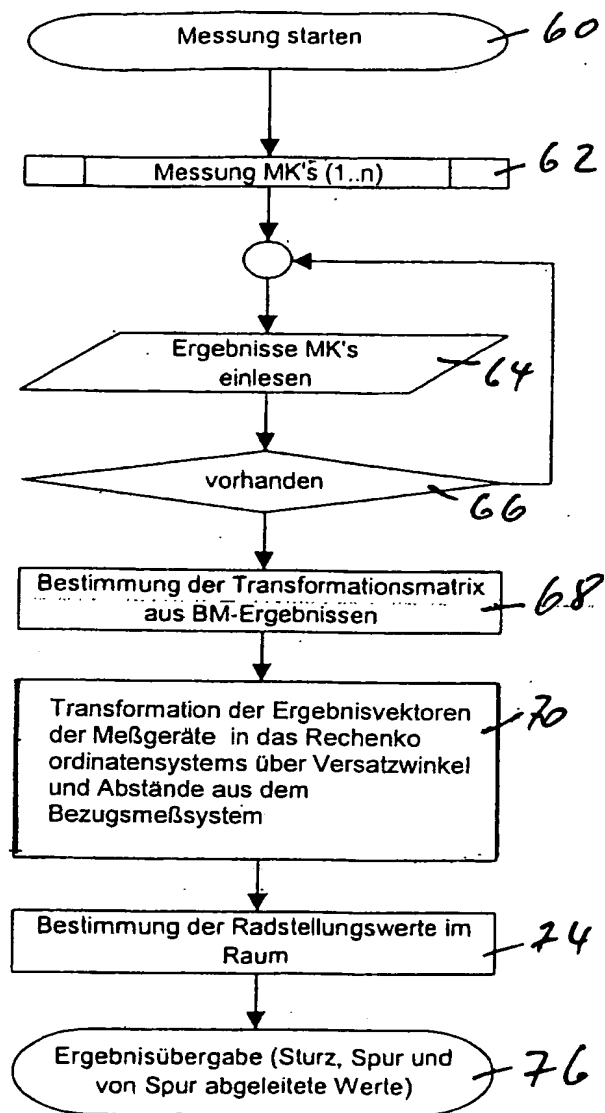 Messung starten
60
Messung MK's (1..n)
62
Ergebnisse MK's
einlesen
64
vorhanden
66
Bestimmung der Transformationsmatrix
aus BM-Ergebnissen
68
Transformation der Ergebnisvektoren
der Meßgeräte in das Rechenko
ordinatensystems über Versatzwinkel
und Abstände aus dem
Bezugsmeßsystem
70
Bestimmung der Radstellungswerte im
Raum
74
Ergebnisübergabe (Sturz, Spur und
von Spur abgeleitete Werte)
76